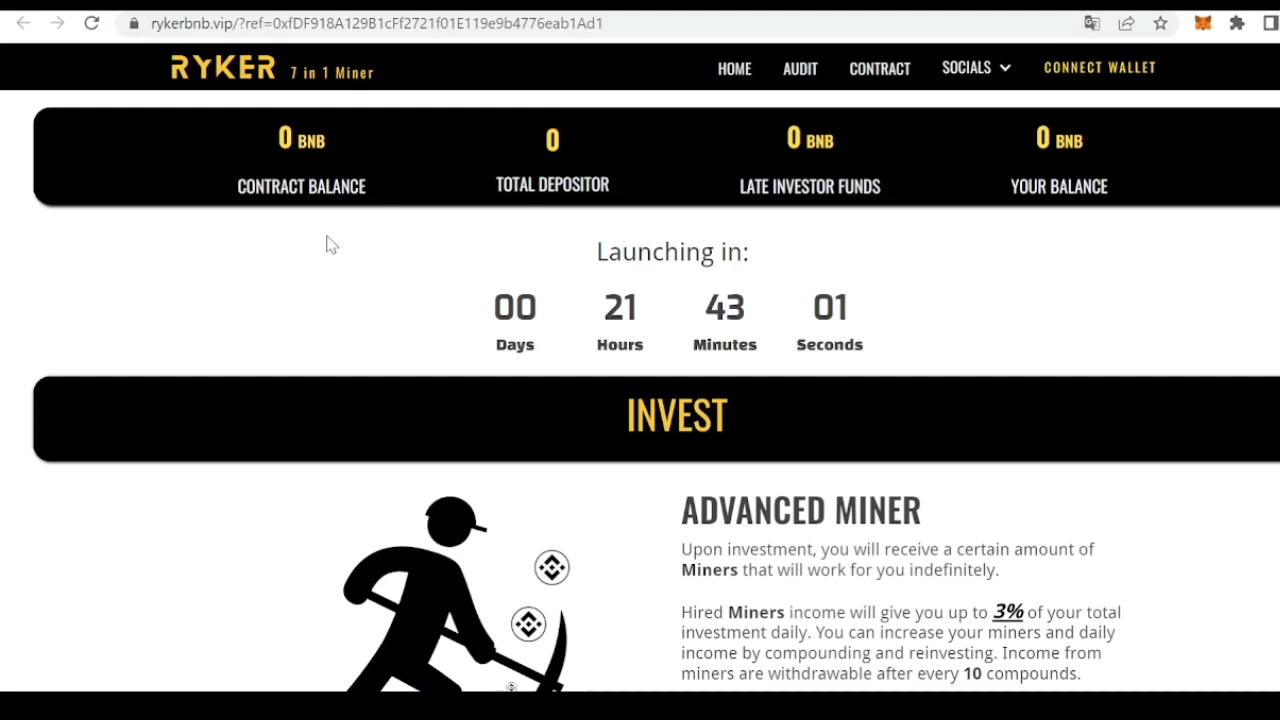 rykerbnb.vip/?ref=0xfDF918A129B1cFf2721f01E119e9b4776eab1Ad1
RYKER 7 in 1 Miner HOME AUDIT CONTRACT SOCIALS CONNECT WALLET
0 BNB 0 0 BNB 0 BNB
CONTRACT BALANCE TOTAL DEPOSITOR LATE INVESTOR FUNDS YOUR BALANCE
Launching in:
00 21 43 01
Days Hours Minutes Seconds
INVEST
ADVANCED MINER
Upon investment, you will receive a certain amount of
Miners that will work for you indefinitely.
Hired Miners income will give you up to 3% of your total
investment daily. You can increase your miners and daily
income by compounding and reinvesting. Income from
miners are withdrawable after every 10 compounds.